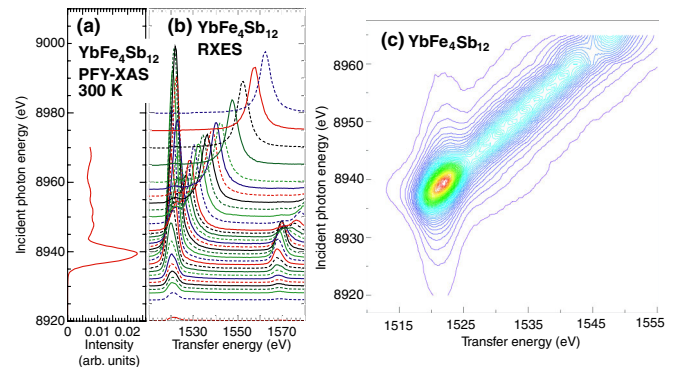 (a)
YbFe4Sb12
PFY-XAS
300 K
Incident photon energy (eV)
9000
8980
8960
8940
8920
0 0.01 0.02
Intensity
(arb. units)
(b) YbFe4Sb12
RXES
1530 1550 1570
Transfer energy (eV)
(c) YbFe4Sb12
Incident photon energy (eV)
8960
8950
8940
8930
8920
1515 1525 1535 1545 1555
Transfer energy (eV)